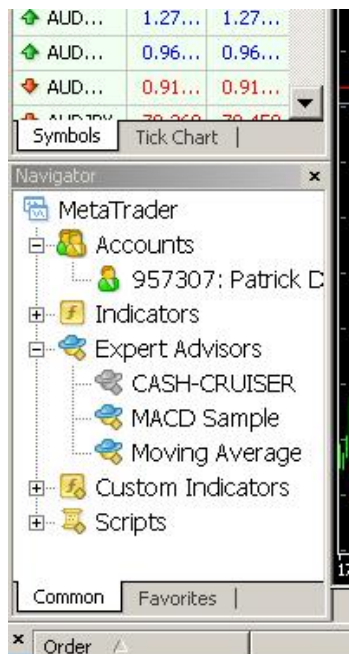 AUD... 1.27... 1.27...
AUD... 0.96... 0.96...
AUD... 0.91... 0.91...
Symbols Tick Chart
Navigator
MetaTrader
Accounts
957307: Patrick D
Indicators
Expert Advisors
CASH-CRUISER
MACD Sample
Moving Average
Custom Indicators
Scripts
17
Common Favorites
Order